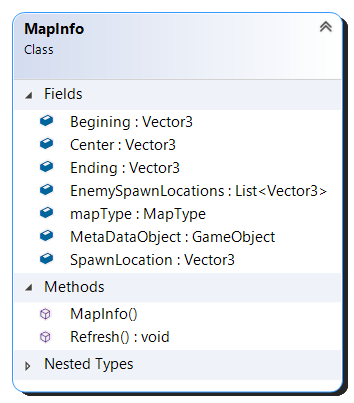 MapInfo
Class
Fields
Begining : Vector3
Center : Vector3
Ending : Vector3
EnemySpawnLocations : List<Vector3>
mapType : MapType
MetaDataObject : GameObject
SpawnLocation : Vector3
Methods
MapInfo()
Refresh() : void
Nested Types